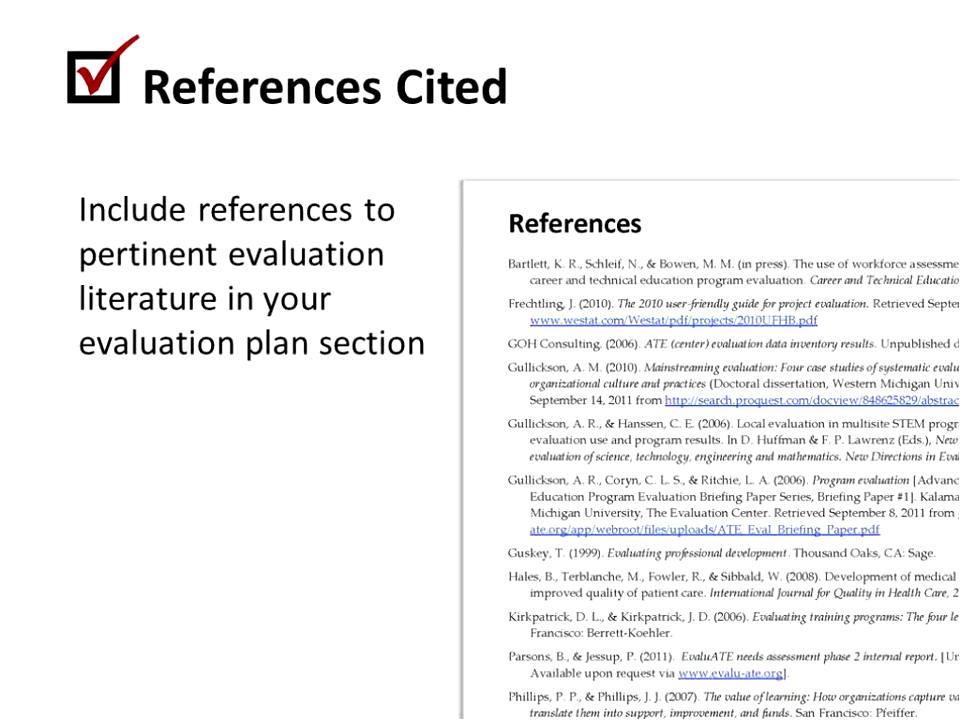 References Cited
Include references to
pertinent evaluation
literature in your
evaluation plan section
References
Bartlett, K. R., Schleif, N., & Bowen, M. M. (in press). The use of workforce assessme
career and technical education program evaluation. Career and Technical Educatio
Frechtling, J. (2010). The 2010 user-friendly guide for project evaluation. Retrieved Septe
www.westat.com/Westat/pdf/projects/2010UFHB.pdf
GOH Consulting. (2006). ATE (center) evaluation data inventory results. Unpublished d
Gullickson, A. M. (2010). Mainstreaming evaluation: Four case studies of systematic evalu
organizational culture and practices (Doctoral dissertation, Western Michigan Univ
September 14, 2011 from http://search.proquest.com/docview/848625829/abstrac
Gullickson, A. R., & Hanssen, C. E. (2006). Local evaluation in multisite STEM progr
evaluation use and program results. In D. Huffman & F. P. Lawrenz (Eds.), New
evaluation of science, technology, engineering and mathematics. New Directions in Eval
Gullickson, A. R., Coryn, C. L. S., & Ritchie, L. A. (2006). Program evaluation [Advanc
Education Program Evaluation Briefing Paper Series, Briefing Paper #1]. Kalama
Michigan University, The Evaluation Center. Retrieved September 8, 2011 from
ate.org/app/webroot/files/uploads/ATE_Eval_Briefing_Paper.pdf
Guskey, T. (1999). Evaluating professional development. Thousand Oaks, CA: Sage.
Hales, B., Terblanche, M., Fowler, R., & Sibbald, W. (2008). Development of medical
improved quality of patient care. International Journal for Quality in Health Care, 2
Kirkpatrick, D. L., & Kirkpatrick, J. D. (2006). Evaluating training programs: The four le
Francisco: Berrett-Koehler.
Parsons, B., & Jessup, P. (2011). EvaluATE needs assessment phase 2 internal report. [Un
Available upon request via www.evalu-ate.org].
Phillips, P. P., & Phillips, J. J. (2007). The value of learning: How organizations capture va
translate them into support, improvement, and funds. San Francisco: Pfeiffer.